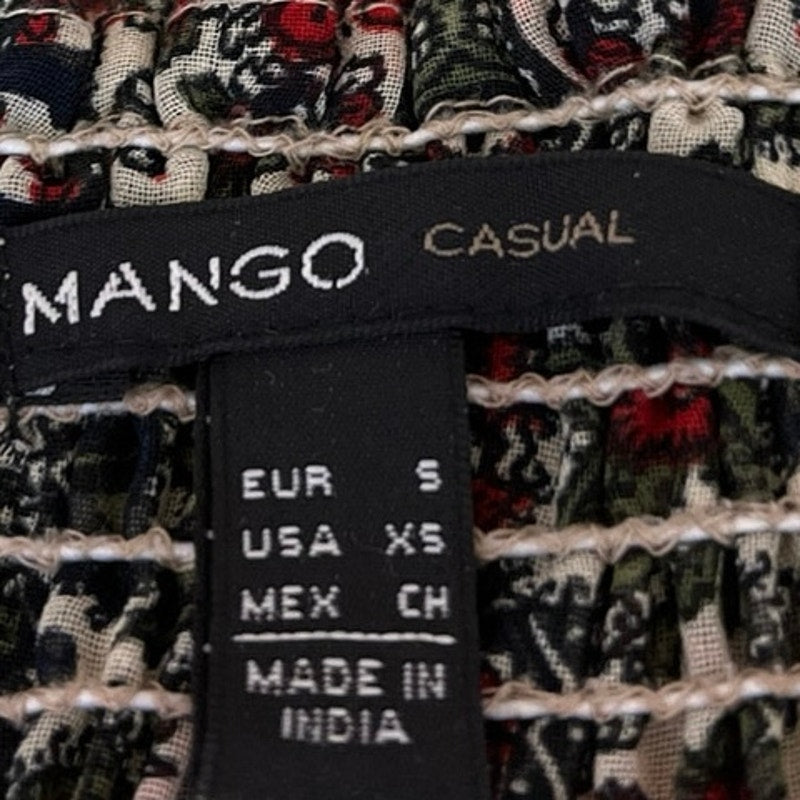 MANGO CASUAL
EUR S
USA XS
MEX CH
MADE IN
INDIA